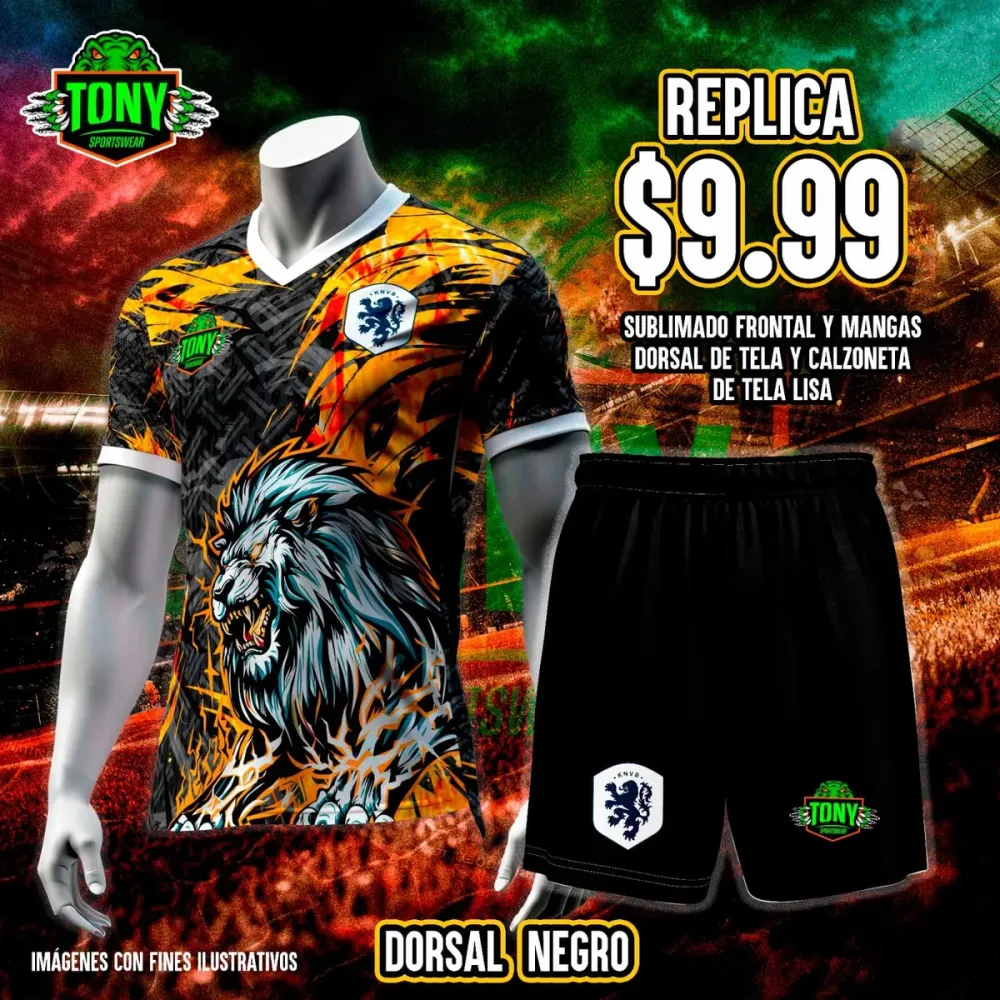 TONY
SPORTSWEAR
REPLICA
$9.99
SUBLIMADO FRONTAL Y MANGAS
DORSAL DE TELA Y CALZONETA
DE TELA LISA
KNVB
TONY
KNVB
TONY
SPORTSWEAR
DORSAL NEGRO
IMÁGENES CON FINES ILUSTRATIVOS